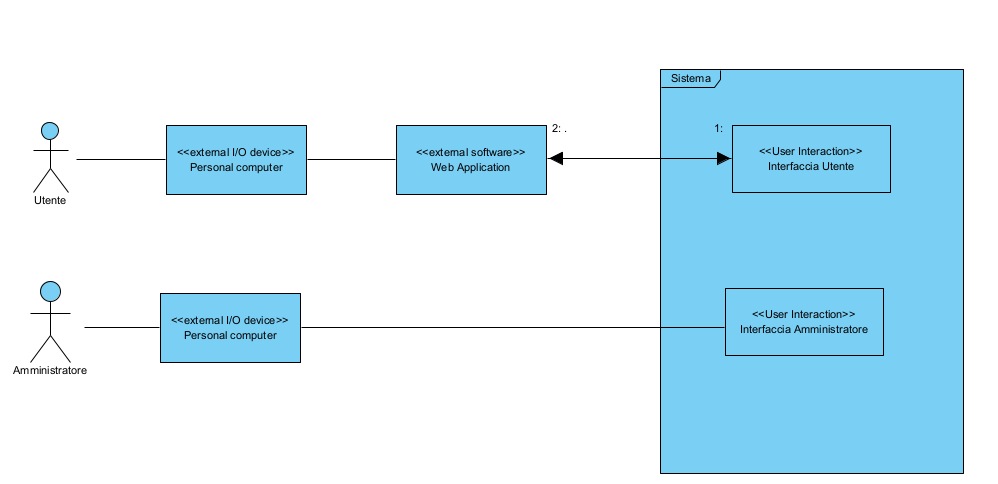 Sistema
2: .
1:
<<external I/O device>>
Personal computer
<<external software>>
Web Application
<<User Interaction>>
Interfaccia Utente
Utente
<<external I/O device>>
Personal computer
<<User Interaction>>
Interfaccia Amministratore
Amministratore